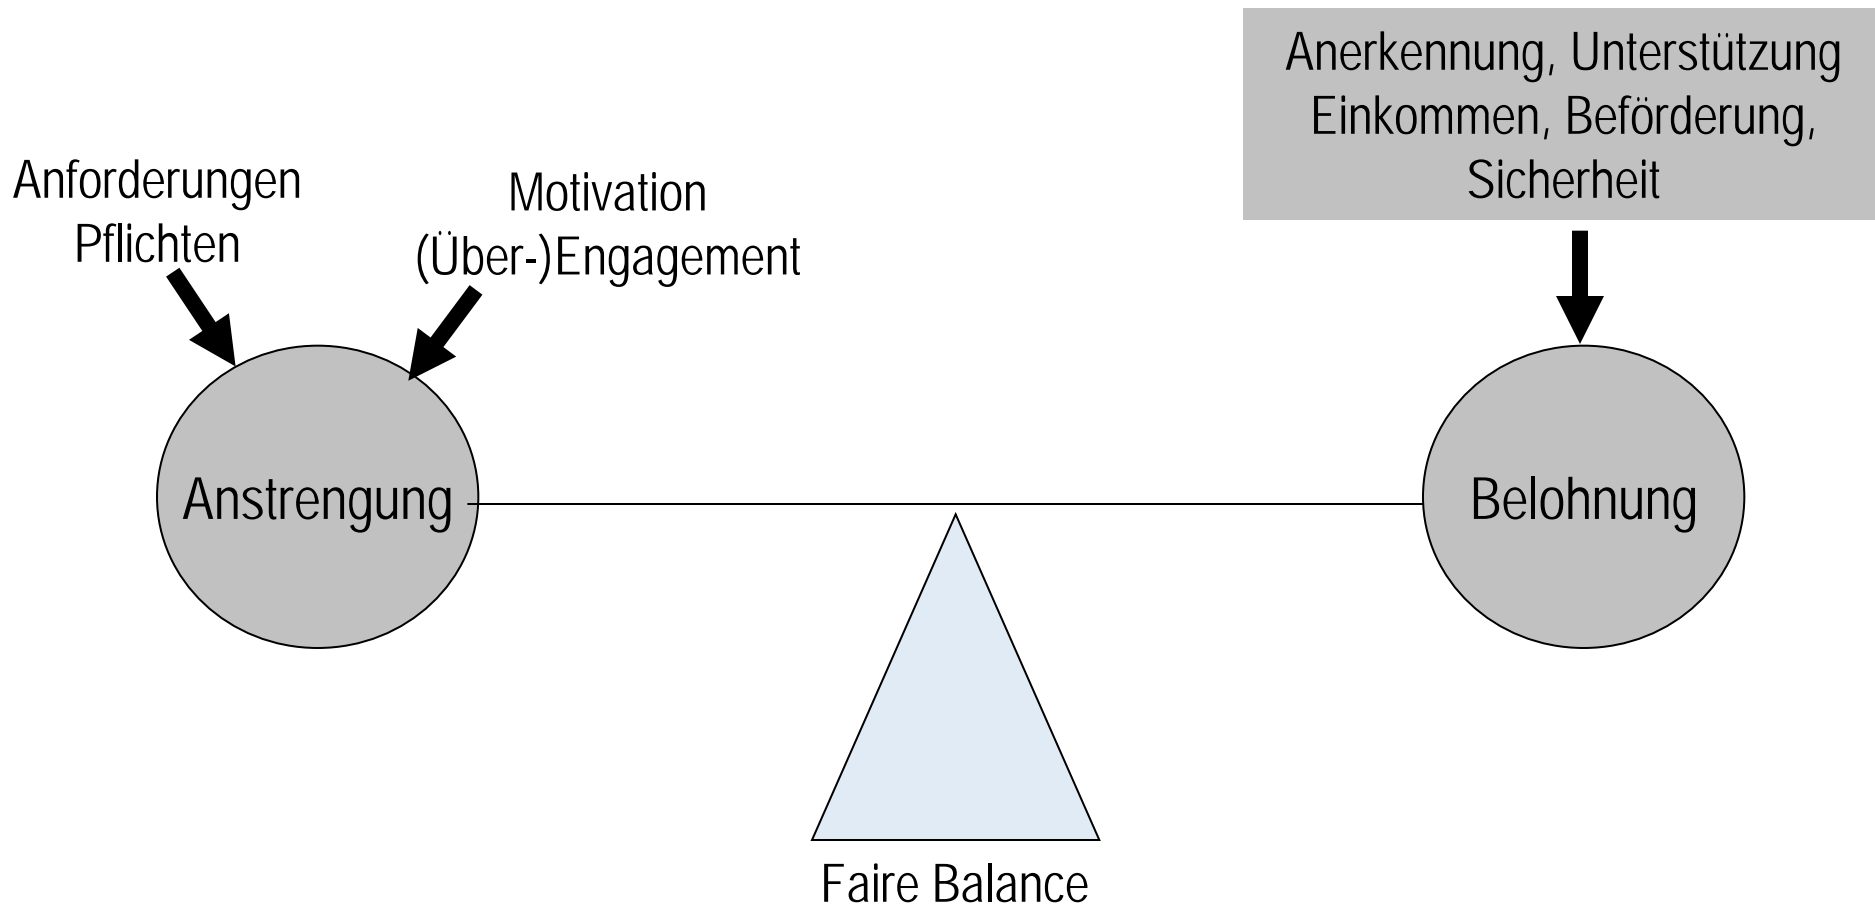 Anerkennung, Unterstützung
Einkommen, Beförderung,
Sicherheit
Anforderungen
Pflichten
Motivation
(Über-)Engagement
Anstrengung
Belohnung
Faire Balance